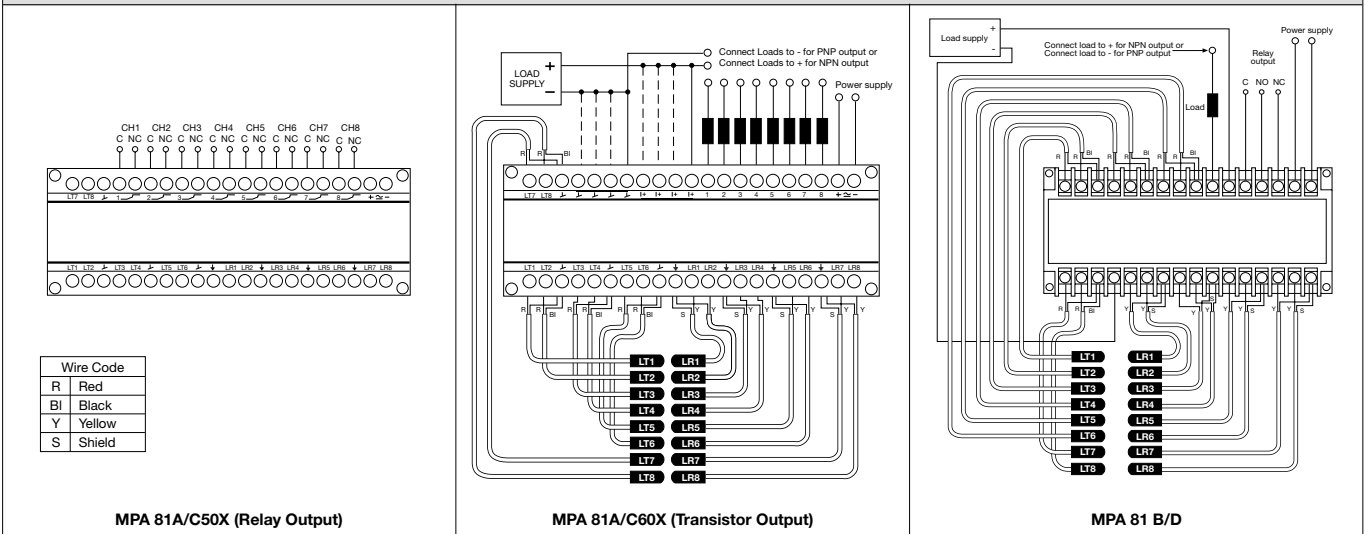 CH1 CH2 CH3 CH4 CH5 CH6 CH7 CH8
C NC C NC C NC C NC C NC C NC C NC C NC
LT7 LT8 1 2 3 4 5 6 7 8 + ≃ -
LT1 LT2 LT3 LT4 LT5 LT6 LR1 LR2 LR3 LR4 LR5 LR6 LR7 LR8
Wire Code
R Red
Bl Black
Y Yellow
S Shield
MPA 81A/C50X (Relay Output)
LOAD SUPPLY
+
−
Connect Loads to - for PNP output or
Connect Loads to + for NPN output
Power supply
R R Bl
LT7 LT8 I+ I+ I+ I+ 1 2 3 4 5 6 7 8 + ≃ -
LT1 LT2 LT3 LT4 LT5 LT6 LR1 LR2 LR3 LR4 LR5 LR6 LR7 LR8
R R Bl R R Bl R R Bl S Y Y S Y Y S Y Y S Y Y
LT1 LR1
LT2 LR2
LT3 LR3
LT4 LR4
LT5 LR5
LT6 LR6
LT7 LR7
LT8 LR8
MPA 81A/C60X (Transistor Output)
Load supply
+
-
Connect load to + for NPN output or
Connect load to - for PNP output
Power supply
Relay
output
C NO NC
Load
R Bl R Bl R Bl
R R Bl Y Y S Y Y S Y Y Y S Y Y S
LT1 LR1
LT2 LR2
LT3 LR3
LT4 LR4
LT5 LR5
LT6 LR6
LT7 LR7
LT8 LR8
MPA 81 B/D